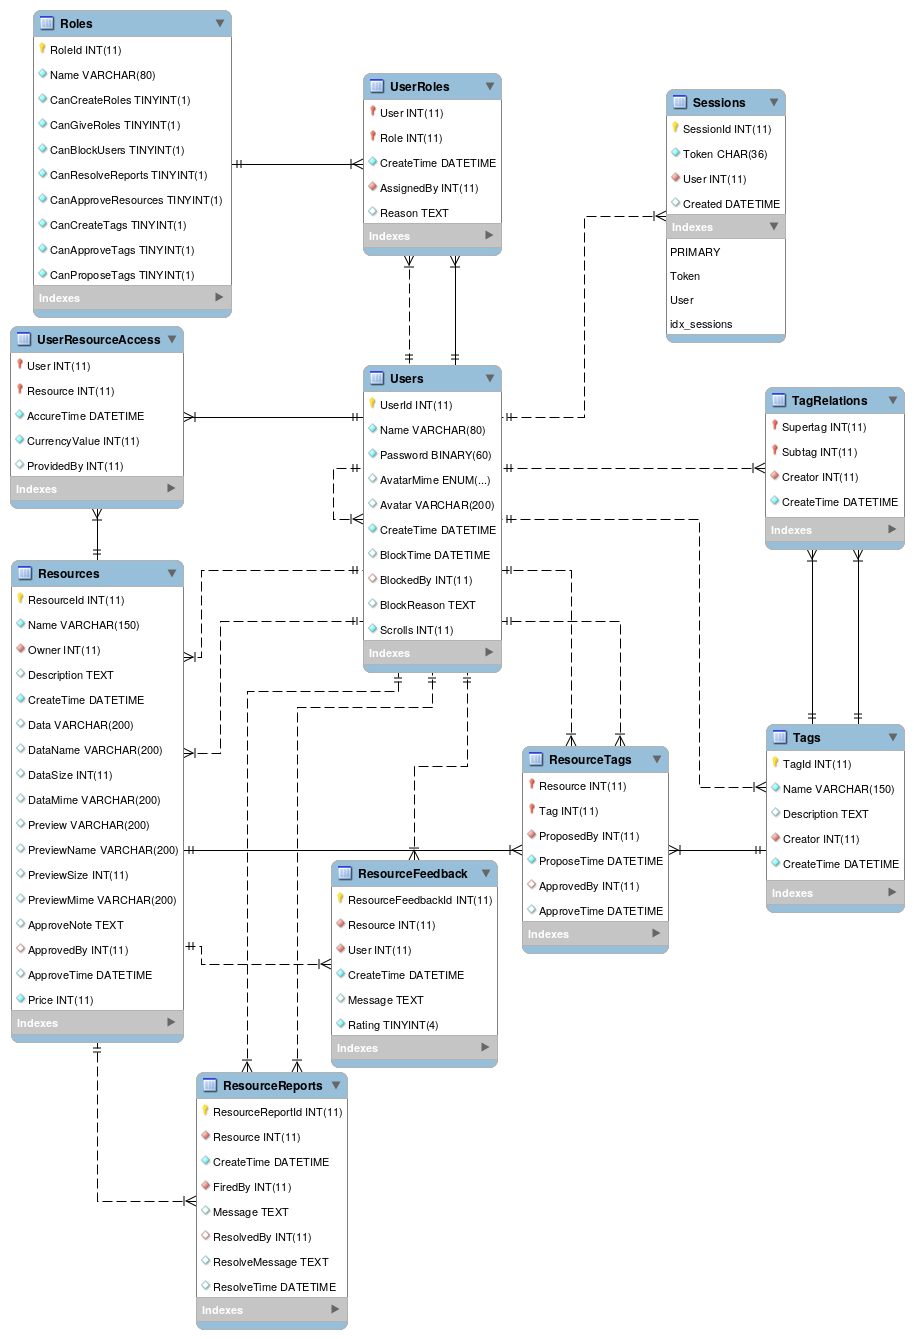 Roles
RoleId INT(11)
Name VARCHAR(80)
CanCreateRoles TINYINT(1)
CanGiveRoles TINYINT(1)
CanBlockUsers TINYINT(1)
CanResolveReports TINYINT(1)
CanApproveResources TINYINT(1)
CanCreateTags TINYINT(1)
CanApproveTags TINYINT(1)
CanProposeTags TINYINT(1)
Indexes
UserRoles
User INT(11)
Role INT(11)
CreateTime DATETIME
AssignedBy INT(11)
Reason TEXT
Indexes
Sessions
SessionId INT(11)
Token CHAR(36)
User INT(11)
Created DATETIME
Indexes
PRIMARY
Token
User
idx_sessions
UserResourceAccess
User INT(11)
Resource INT(11)
AccureTime DATETIME
CurrencyValue INT(11)
ProvidedBy INT(11)
Indexes
Users
UserId INT(11)
Name VARCHAR(80)
Password BINARY(60)
AvatarMime ENUM(...)
Avatar VARCHAR(200)
CreateTime DATETIME
BlockTime DATETIME
BlockedBy INT(11)
BlockReason TEXT
Scrolls INT(11)
Indexes
TagRelations
Supertag INT(11)
Subtag INT(11)
Creator INT(11)
CreateTime DATETIME
Indexes
Resources
ResourceId INT(11)
Name VARCHAR(150)
Owner INT(11)
Description TEXT
CreateTime DATETIME
Data VARCHAR(200)
DataName VARCHAR(200)
DataSize INT(11)
DataMime VARCHAR(200)
Preview VARCHAR(200)
PreviewName VARCHAR(200)
PreviewSize INT(11)
PreviewMime VARCHAR(200)
ApproveNote TEXT
ApprovedBy INT(11)
ApproveTime DATETIME
Price INT(11)
Indexes
ResourceTags
Resource INT(11)
Tag INT(11)
ProposedBy INT(11)
ProposeTime DATETIME
ApprovedBy INT(11)
ApproveTime DATETIME
Indexes
Tags
TagId INT(11)
Name VARCHAR(150)
Description TEXT
Creator INT(11)
CreateTime DATETIME
Indexes
ResourceFeedback
ResourceFeedbackId INT(11)
Resource INT(11)
User INT(11)
CreateTime DATETIME
Message TEXT
Rating TINYINT(4)
Indexes
ResourceReports
ResourceReportId INT(11)
Resource INT(11)
CreateTime DATETIME
FiredBy INT(11)
Message TEXT
ResolvedBy INT(11)
ResolveMessage TEXT
ResolveTime DATETIME
Indexes